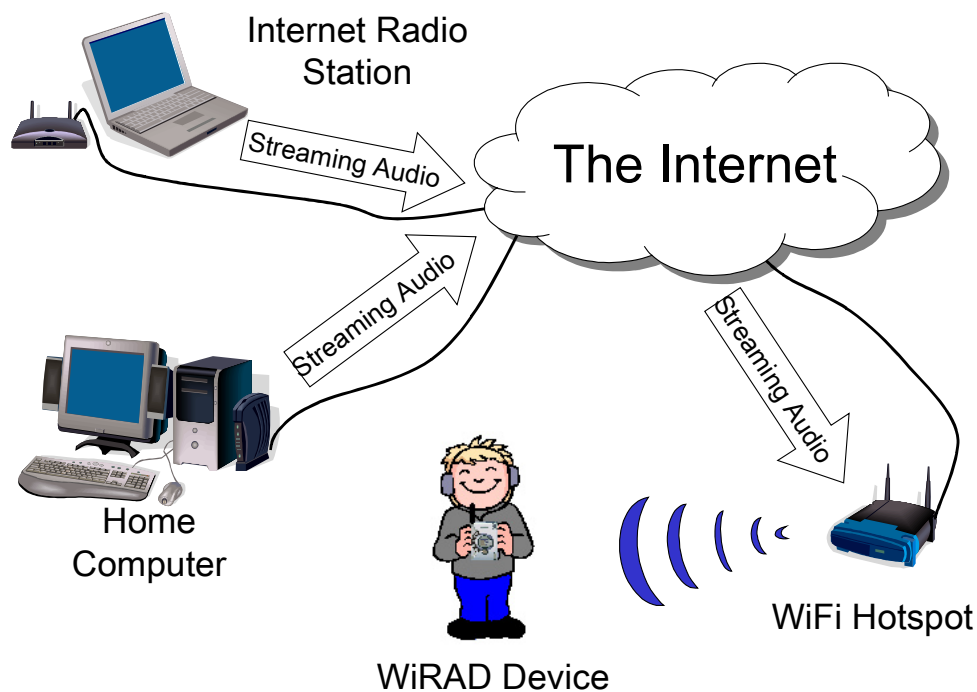 Internet Radio
Station
Streaming Audio
The Internet
Streaming Audio
Streaming Audio
Home
Computer
WiFi Hotspot
WiRAD Device